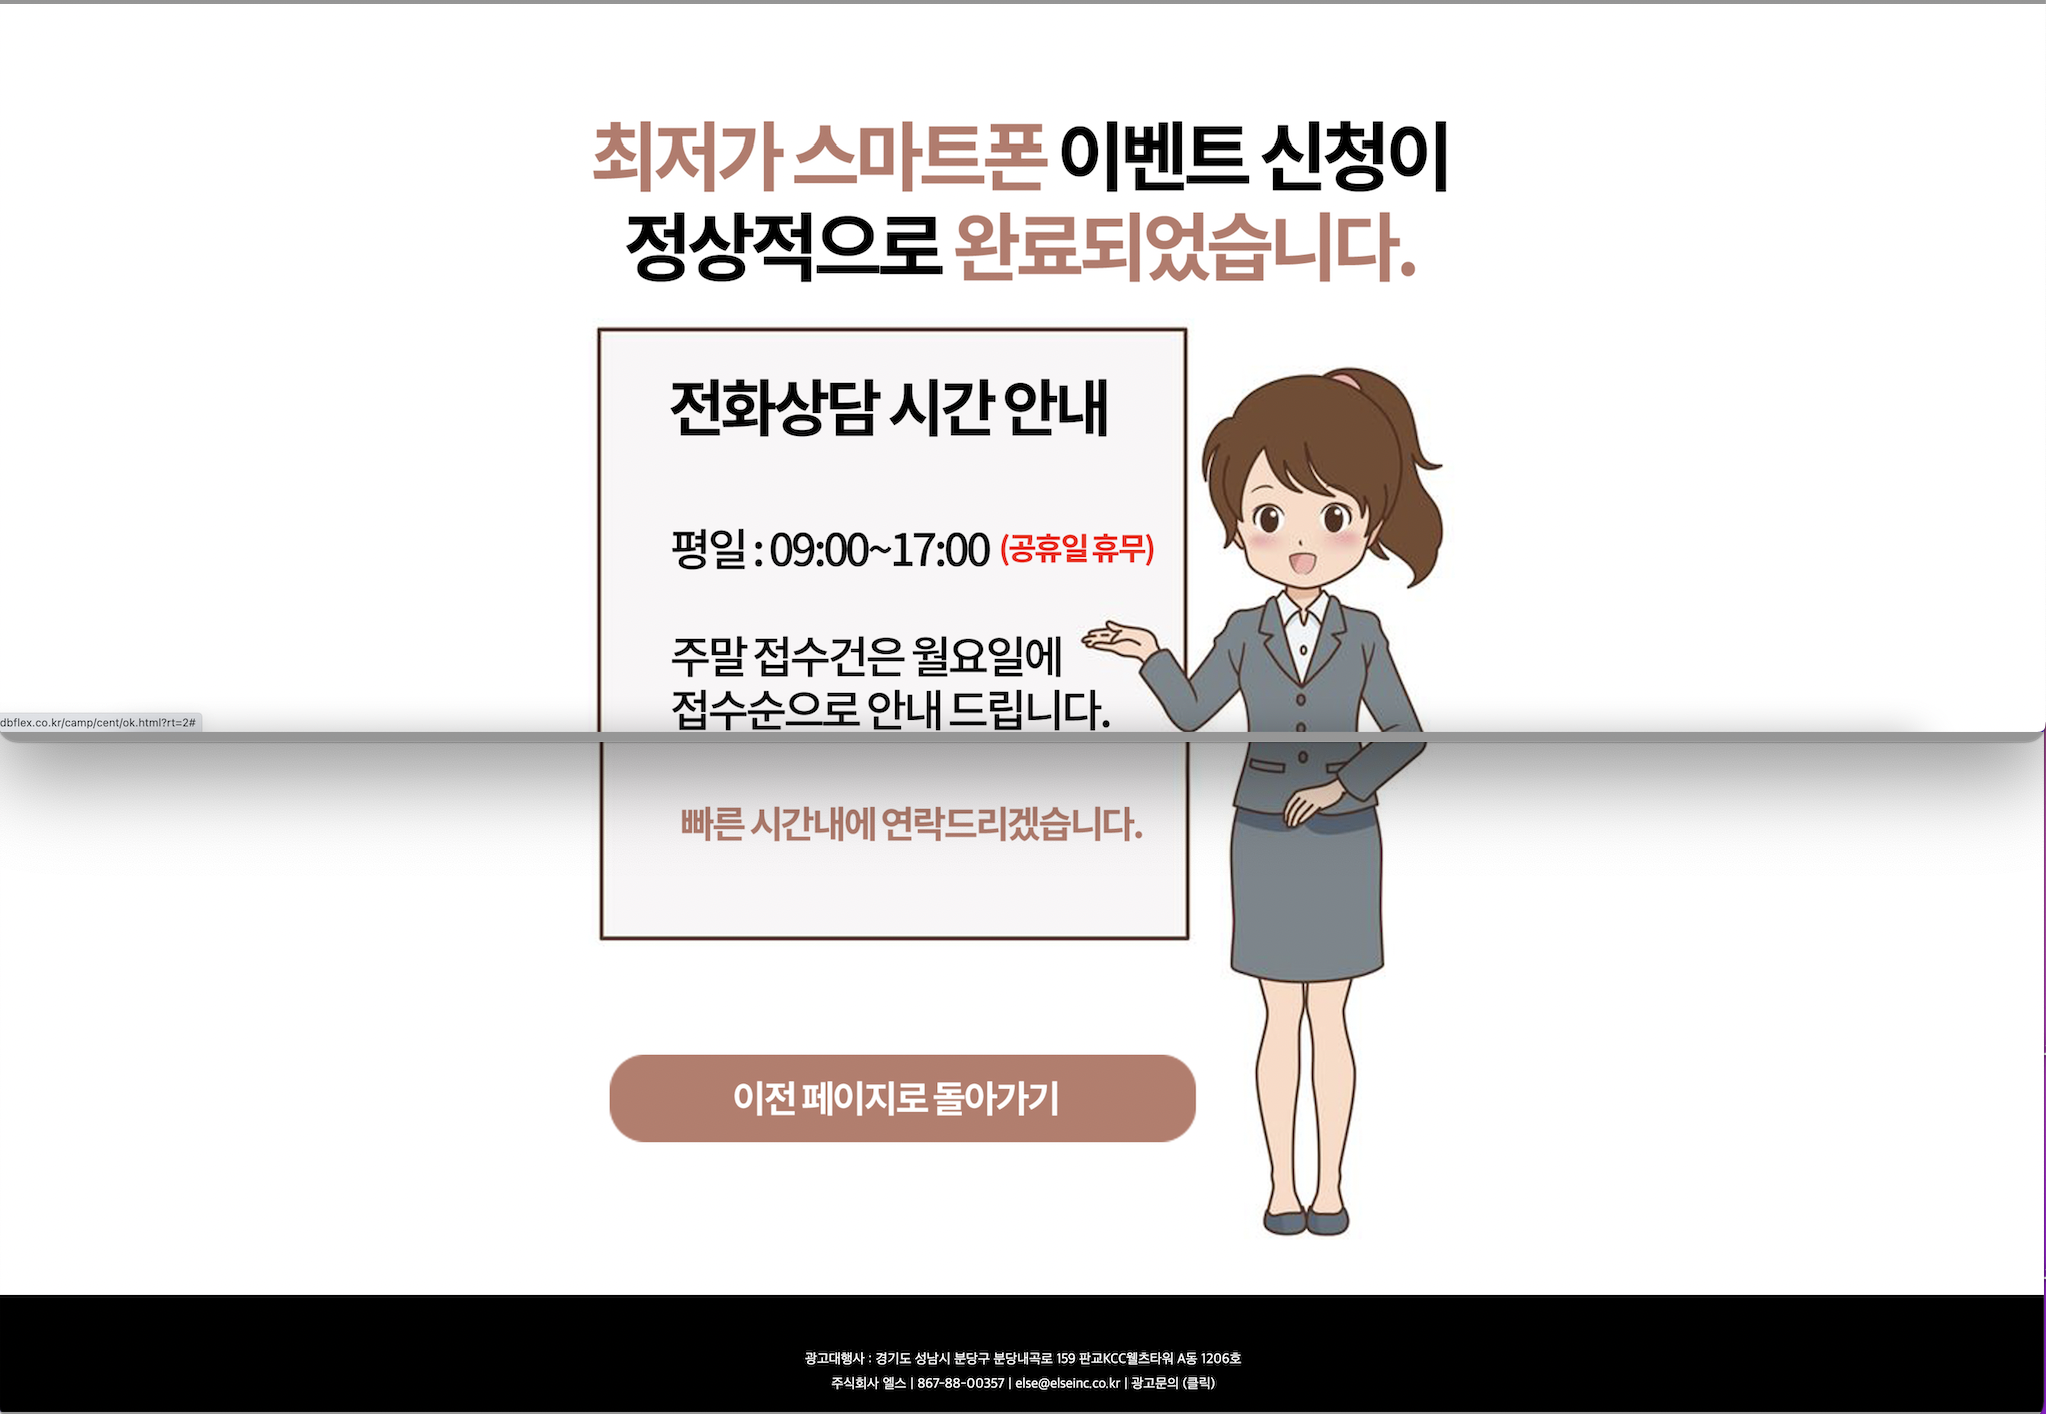 최저가 스마트폰 이벤트 신청이
정상적으로 완료되었습니다.
전화상담 시간 안내
평일 : 09:00~17:00 (공휴일 휴무)
주말 접수건은 월요일에
접수순으로 안내 드립니다.
dbflex.co.kr/camp/cent/ok.html?rt=2#
빠른 시간내에 연락드리겠습니다.
이전 페이지로 돌아가기
광고대행사 : 경기도 성남시 분당구 분당내곡로 159 판교KCC웰츠타워 A동 1206호
주식회사 엘스 | 867-88-00357 | else@elseinc.co.kr | 광고문의 (클릭)